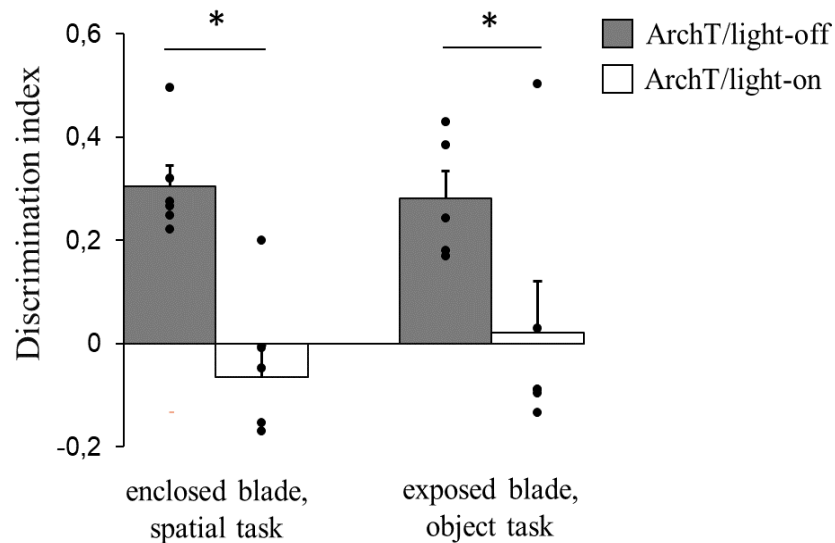 *
*
ArchT/light-off
ArchT/light-on
Discrimination index
0,6
0,4
0,2
0
-0,2
enclosed blade,
spatial task
exposed blade,
object task